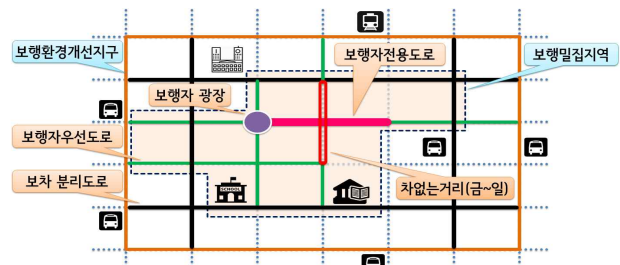 보행환경개선지구
보행자전용도로
보행밀집지역
보행자 광장
보행자우선도로
보차 분리도로
차없는거리(금~일)
SCHOOL